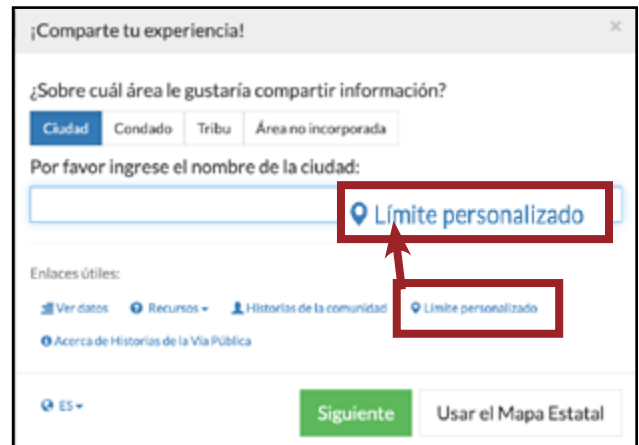 ¡Comparte tu experiencia! ×
¿Sobre cuál área le gustaría compartir información?
Ciudad Condado Tribu Área no incorporada
Por favor ingrese el nombre de la ciudad:
Límite personalizado
Enlaces útiles:
Ver datos Recursos Historias de la comunidad Límite personalizado
Acerca de Historias de la Vía Pública
ES Siguiente Usar el Mapa Estatal